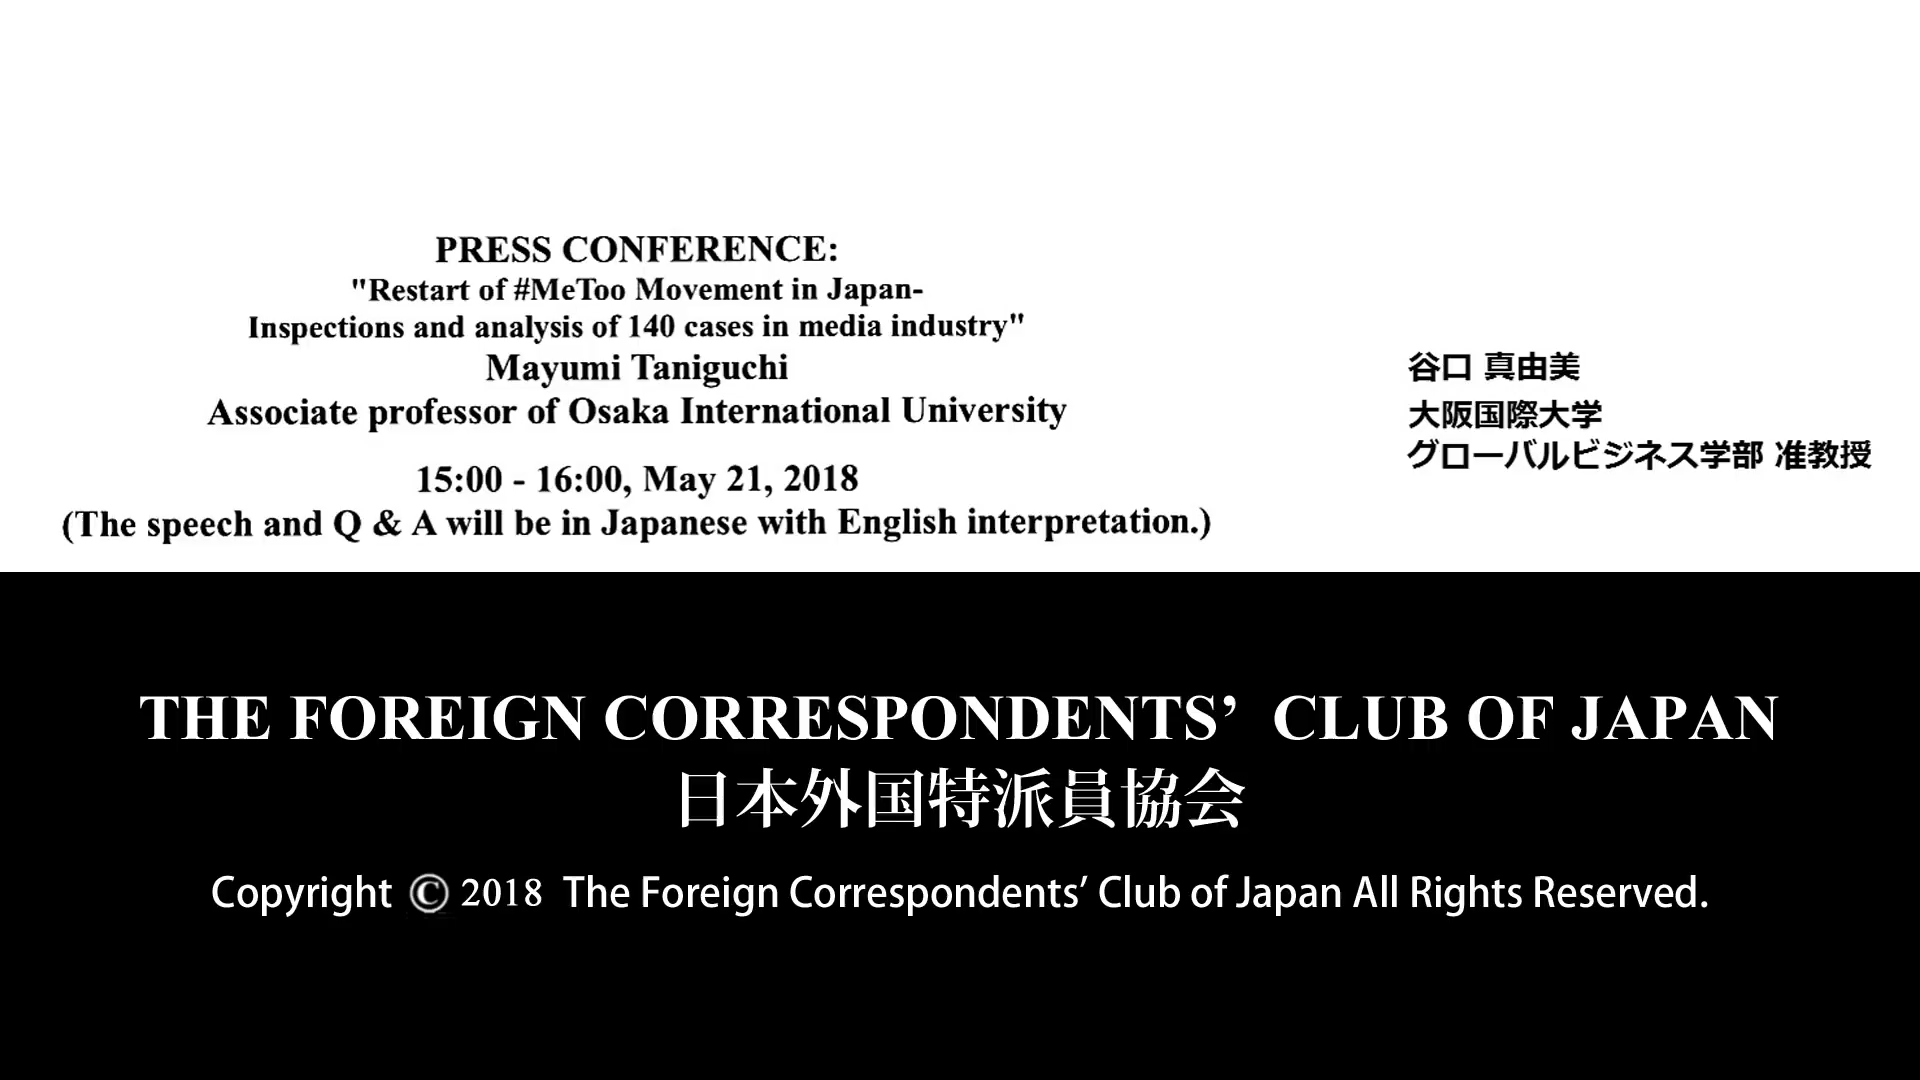 PRESS CONFERENCE:
"Restart of #MeToo Movement in Japan-
Inspections and analysis of 140 cases in media industry"
Mayumi Taniguchi
Associate professor of Osaka International University
15:00 - 16:00, May 21, 2018
(The speech and Q & A will be in Japanese with English interpretation.)
谷口 真由美
大阪国際大学
グローバルビジネス学部 准教授
THE FOREIGN CORRESPONDENTS’ CLUB OF JAPAN
日本外国特派員協会
Copyright © 2018 The Foreign Correspondents’ Club of Japan All Rights Reserved.